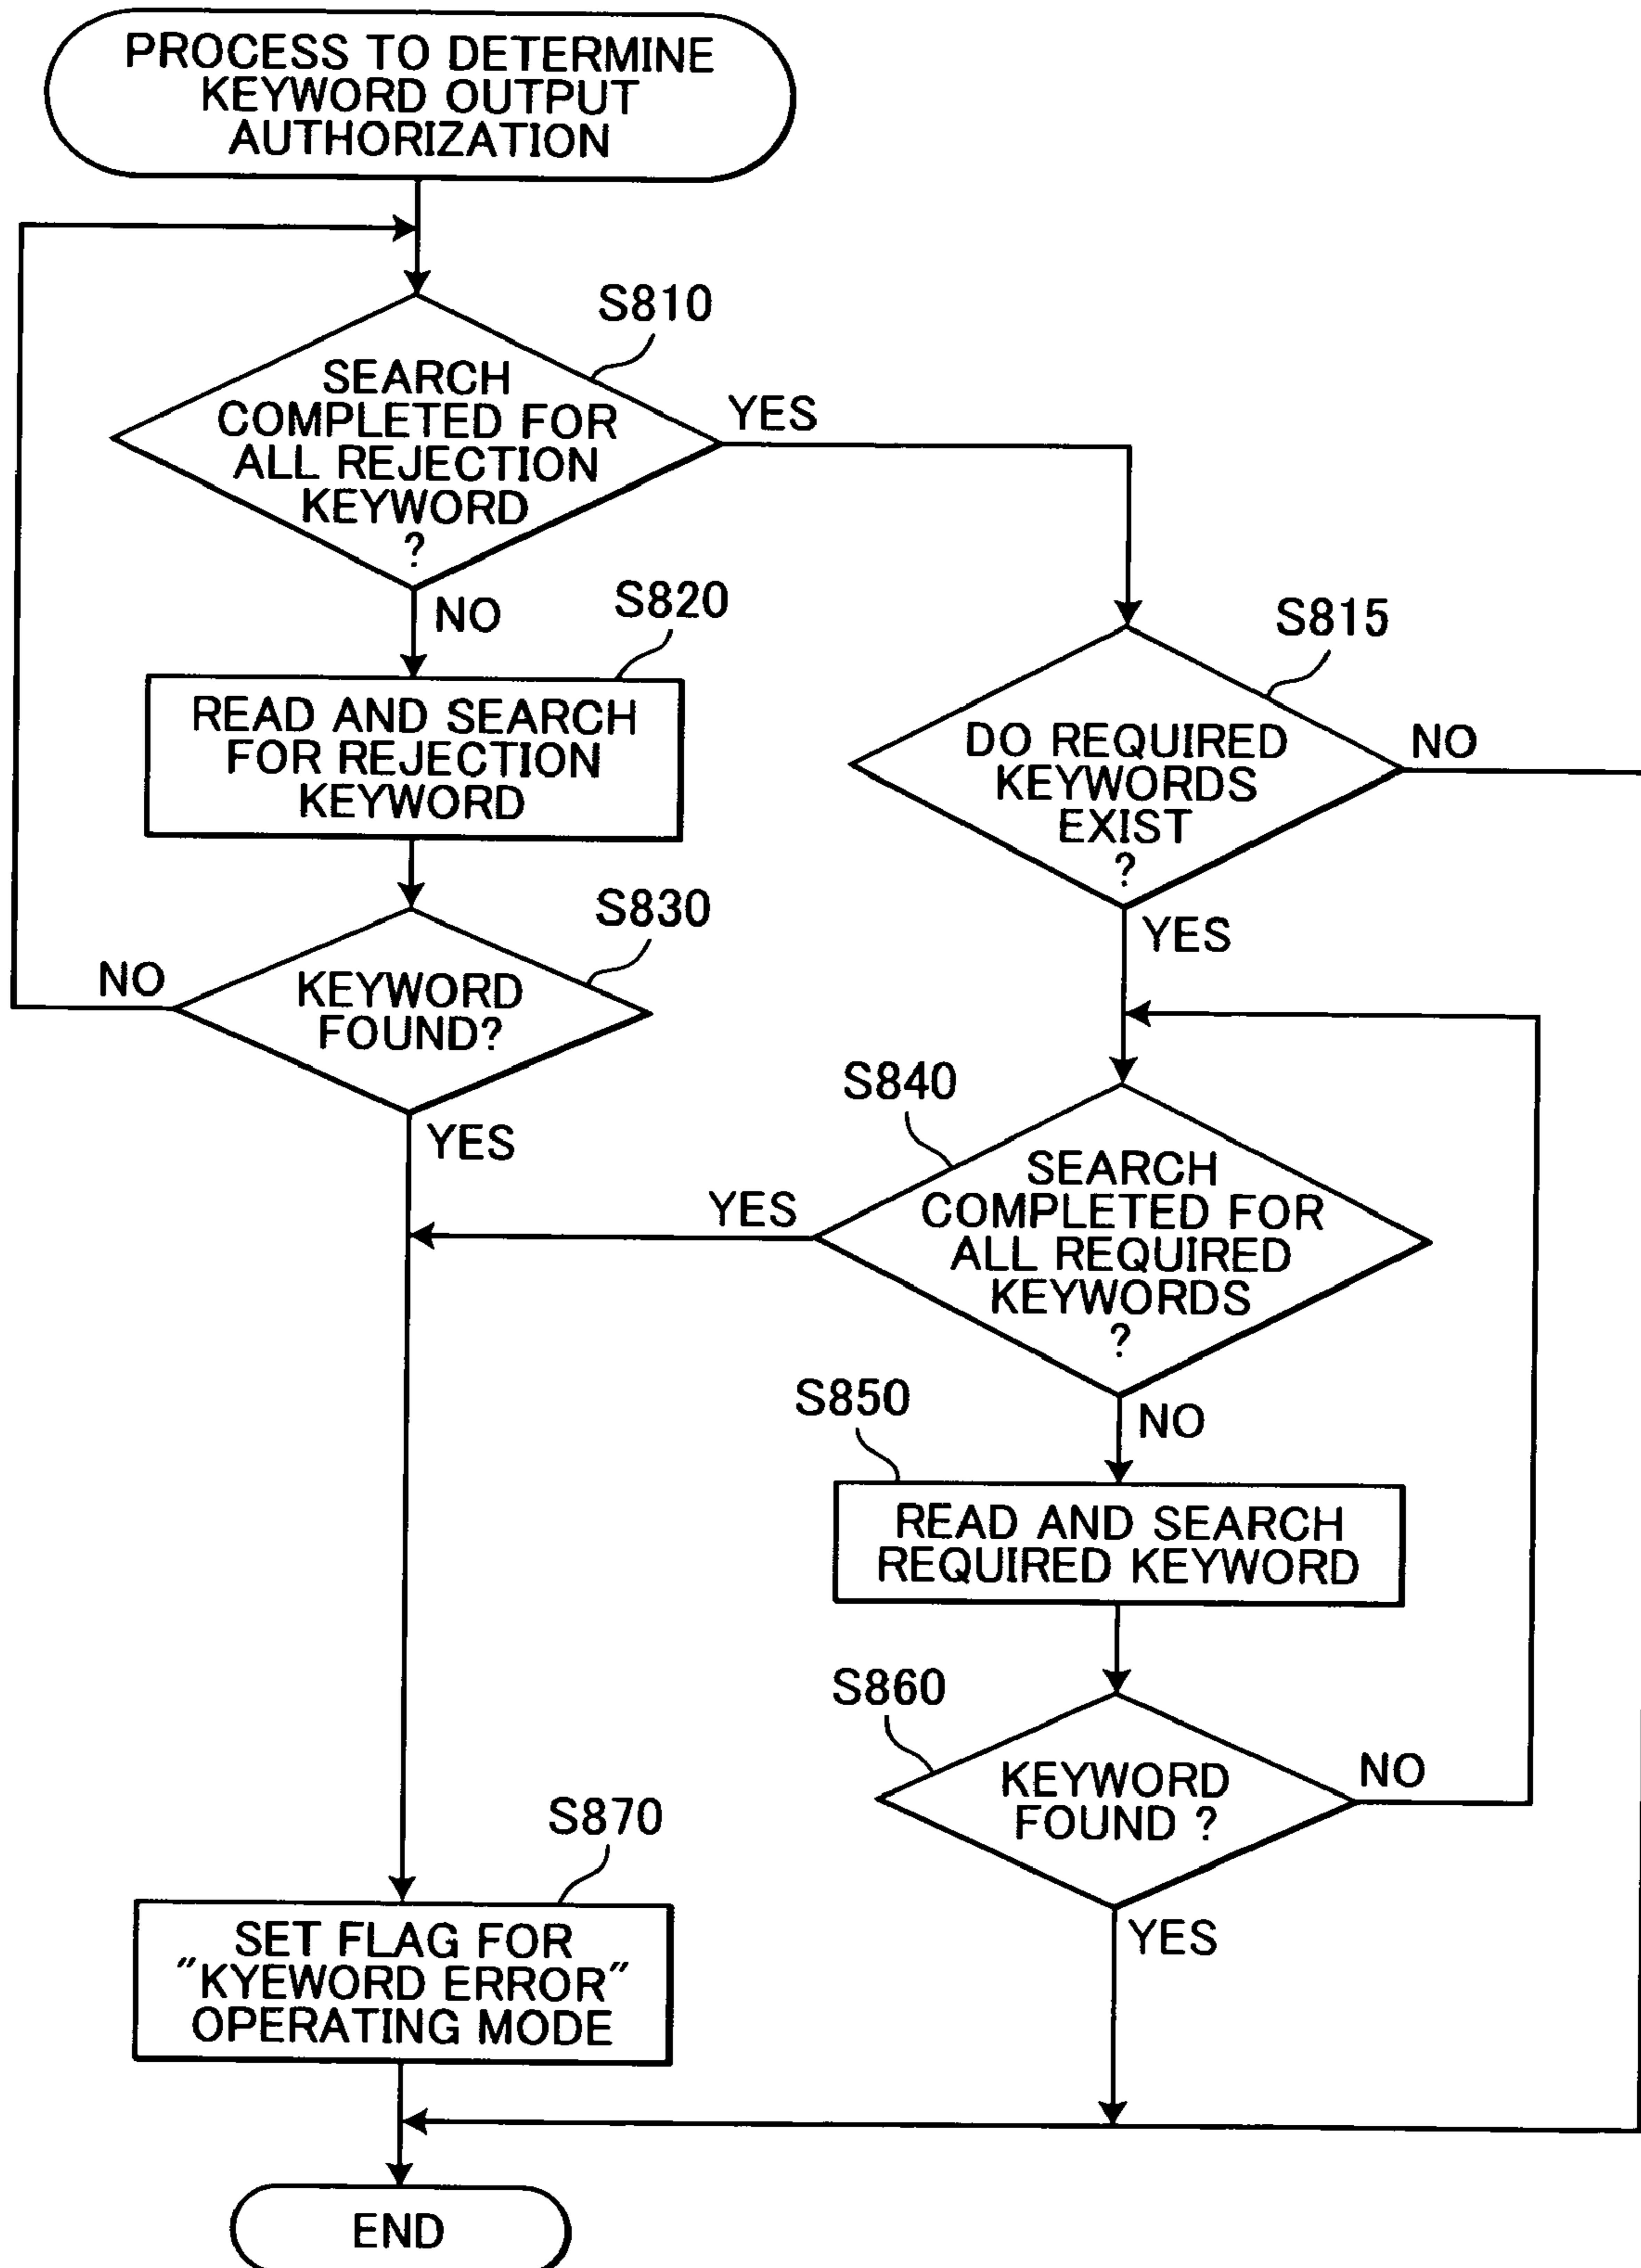 PROCESS TO DETERMINE
KEYWORD OUTPUT
AUTHORIZATION
S810
SEARCH
COMPLETED FOR
ALL REJECTION
KEYWORD
?
YES
NO
S820
READ AND SEARCH
FOR REJECTION
KEYWORD
S815
DO REQUIRED
KEYWORDS
EXIST
?
NO
YES
S830
KEYWORD
FOUND?
NO
YES
S840
SEARCH
COMPLETED FOR
ALL REQUIRED
KEYWORDS
?
YES
NO
S850
READ AND SEARCH
REQUIRED KEYWORD
S860
KEYWORD
FOUND ?
NO
YES
S870
SET FLAG FOR
"KYEWORD ERROR"
OPERATING MODE
END